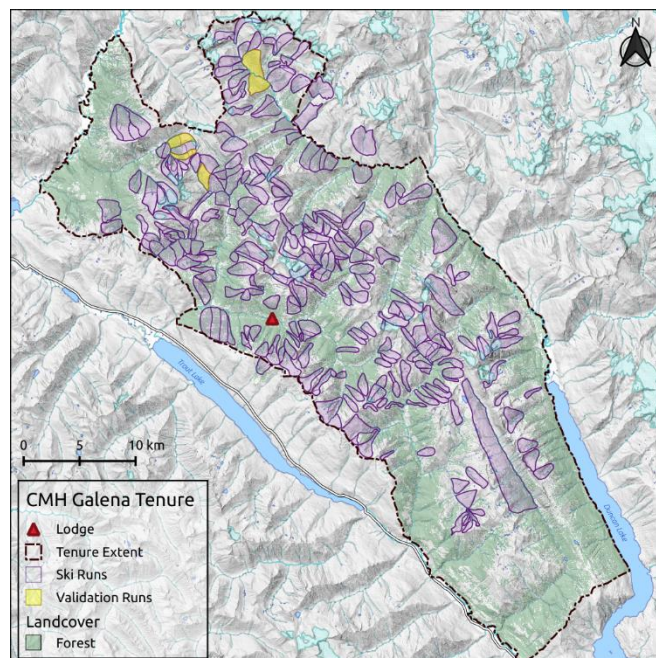 N
Trout Lake
Duncan Lake
0 5 10 km
CMH Galena Tenure
Lodge
Tenure Extent
Ski Runs
Validation Runs
Landcover
Forest